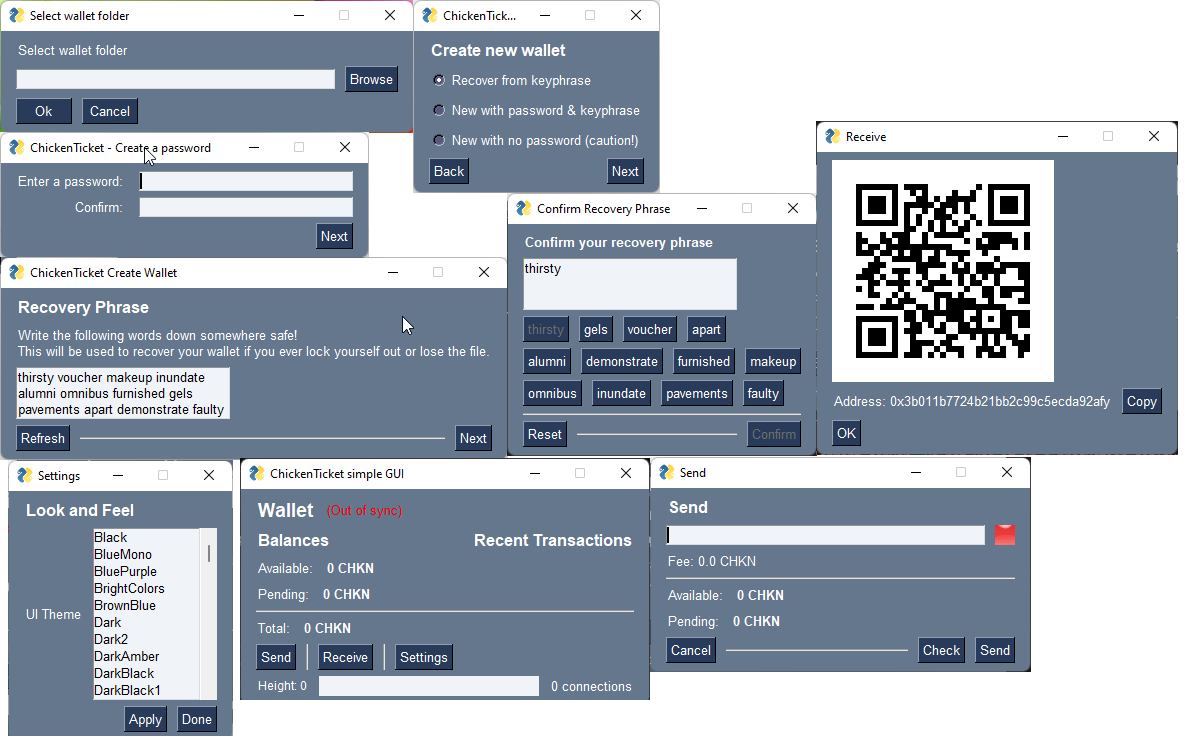 Select wallet folder
Select wallet folder
Browse
Ok Cancel
ChickenTick...
Create new wallet
Recover from keyphrase
New with password & keyphrase
New with no password (caution!)
Back Next
ChickenTicket - Create a password
Enter a password:
Confirm:
Next
ChickenTicket Create Wallet
Recovery Phrase
Write the following words down somewhere safe!
This will be used to recover your wallet if you ever lock yourself out or lose the file.
thirsty voucher makeup inundate
alumni omnibus furnished gels
pavements apart demonstrate faulty
Refresh Next
Confirm Recovery Phrase
Confirm your recovery phrase
thirsty
thirsty gels voucher apart
alumni demonstrate furnished makeup
omnibus inundate pavements faulty
Reset Confirm
Receive
Address: 0x3b011b7724b21bb2c99c5ecda92afy Copy
OK
Settings
Look and Feel
UI Theme
Black
BlueMono
BluePurple
BrightColors
BrownBlue
Dark
Dark2
DarkAmber
DarkBlack
DarkBlack1
Apply Done
ChickenTicket simple GUI
Wallet (Out of sync)
Balances Recent Transactions
Available: 0 CHKN
Pending: 0 CHKN
Total: 0 CHKN
Send Receive Settings
Height: 0 0 connections
Send
Send
Fee: 0.0 CHKN
Available: 0 CHKN
Pending: 0 CHKN
Cancel Check Send